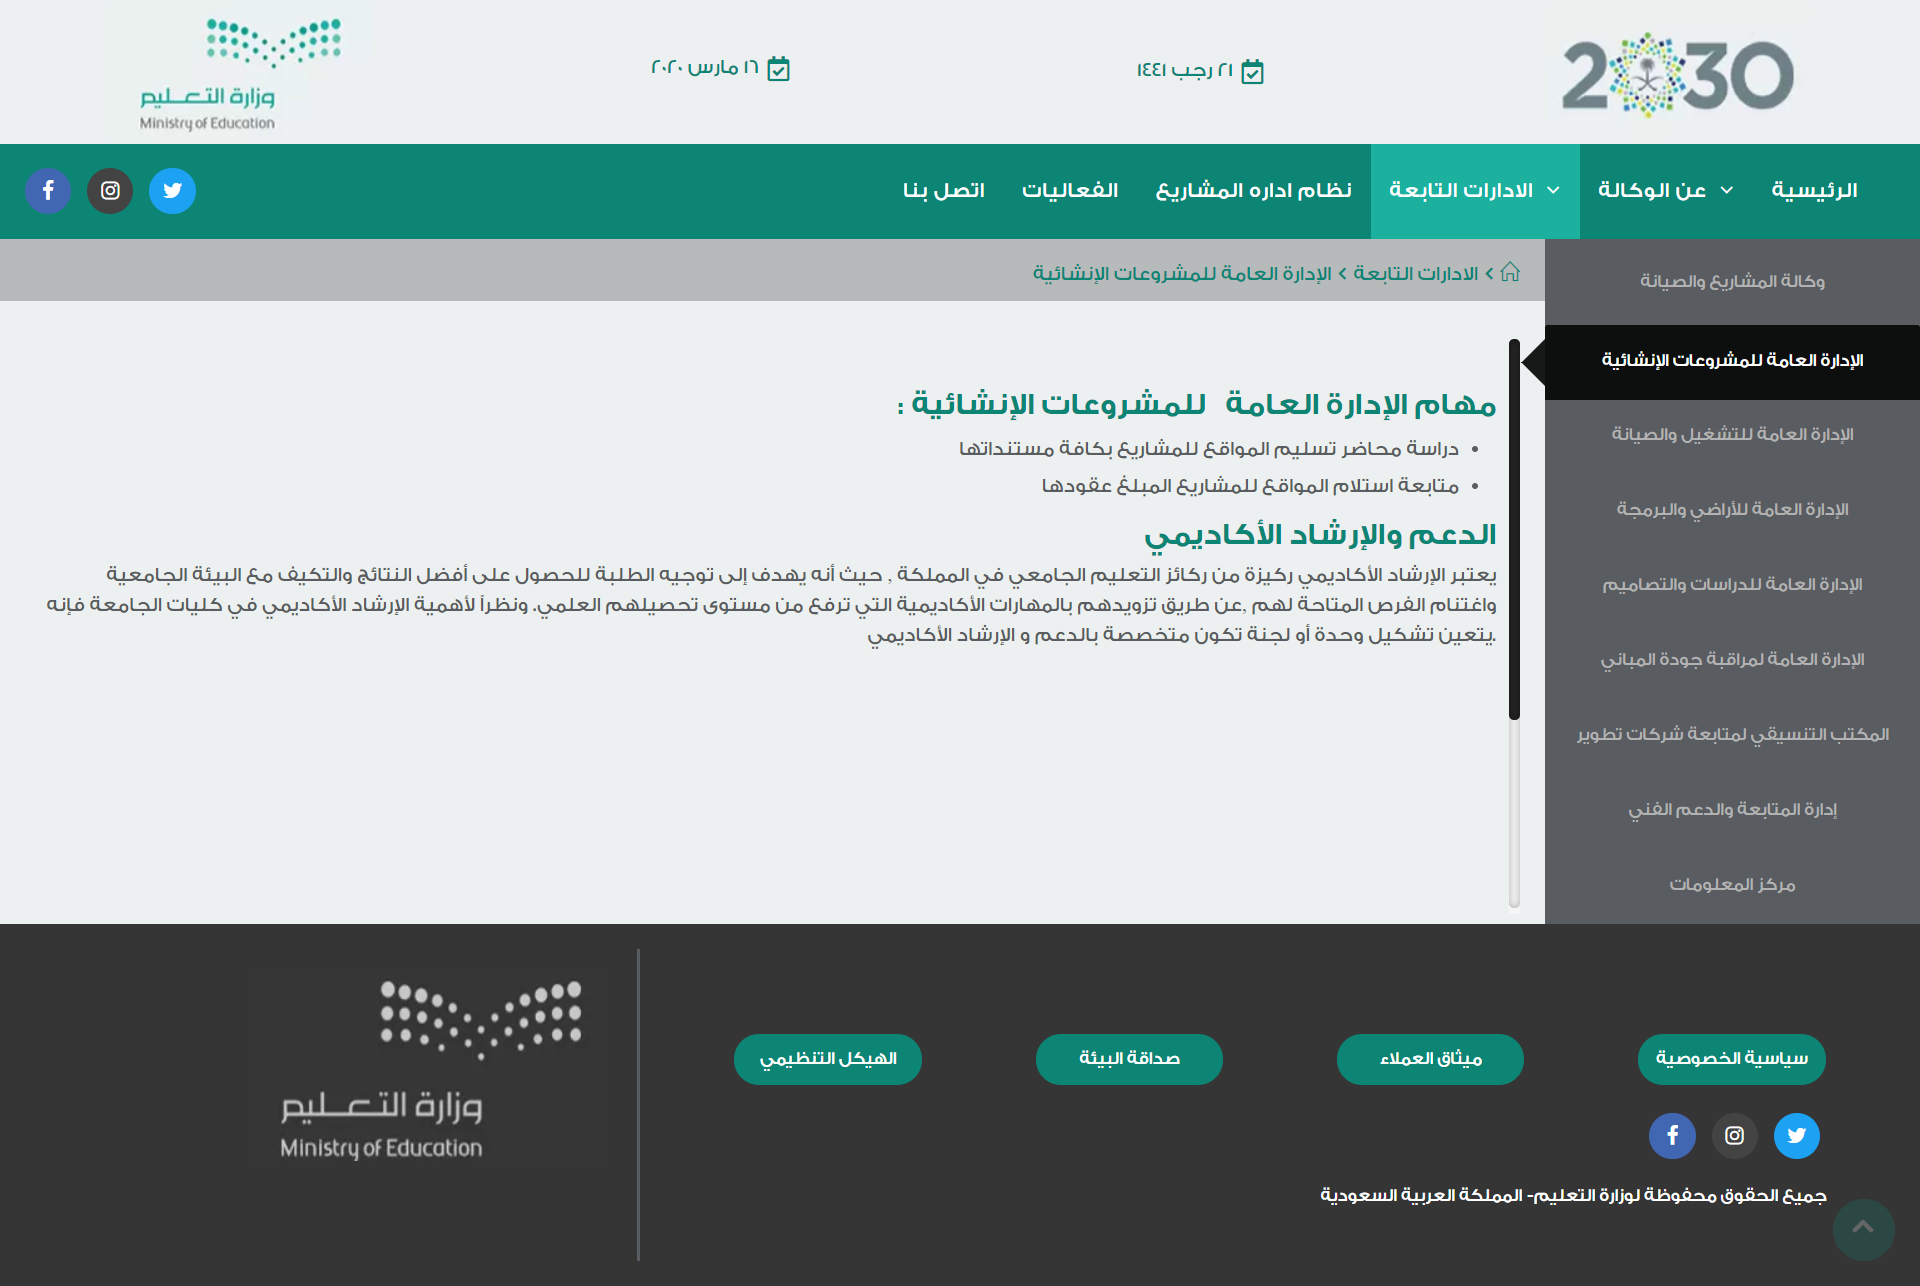 2030
٢١ رجب ١٤٤١
١٦ مارس ٢٠٢٠
وزارة التعليم
Ministry of Education
الرئيسية
عن الوكالة
الادارات التابعة
نظام اداره المشاريع
الفعاليات
اتصل بنا
> الادارات التابعة > الإدارة العامة للمشروعات الإنشائية
وكالة المشاريع والصيانة
الإدارة العامة للمشروعات الإنشائية
الإدارة العامة للتشغيل والصيانة
الإدارة العامة للأراضي والبرمجة
الإدارة العامة للدراسات والتصاميم
الإدارة العامة لمراقبة جودة المباني
المكتب التنسيقي لمتابعة شركات تطوير
إدارة المتابعة والدعم الفني
مركز المعلومات
مهام الإدارة العامة للمشروعات الإنشائية :
• دراسة محاضر تسليم المواقع للمشاريع بكافة مستنداتها
• متابعة استلام المواقع للمشاريع المبلغ عقودها
الدعم والإرشاد الأكاديمي
يعتبر الإرشاد الأكاديمي ركيزة من ركائز التعليم الجامعي في المملكة , حيث أنه يهدف إلى توجيه الطلبة للحصول على أفضل النتائج والتكيف مع البيئة الجامعية
واغتنام الفرص المتاحة لهم ,عن طريق تزويدهم بالمهارات الأكاديمية التي ترفع من مستوى تحصيلهم العلمي. ونظراً لأهمية الإرشاد الأكاديمي في كليات الجامعة فإنه
.يتعين تشكيل وحدة أو لجنة تكون متخصصة بالدعم و الإرشاد الأكاديمي
سياسية الخصوصية
ميثاق العملاء
صداقة البيئة
الهيكل التنظيمي
جميع الحقوق محفوظة لوزارة التعليم- المملكة العربية السعودية
وزارة التعليم
Ministry of Education